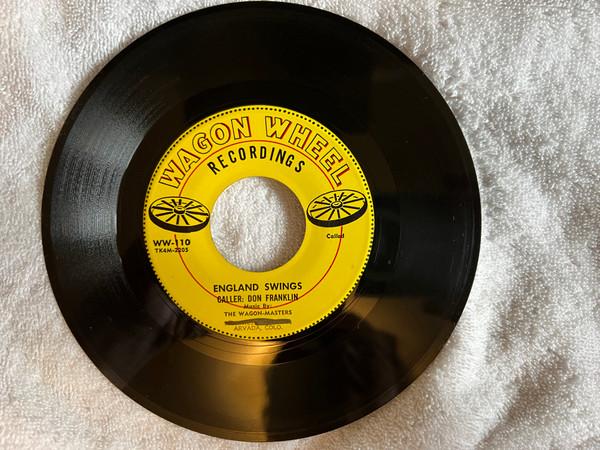 WAGON WHEEL
RECORDINGS
WW-110
TK4M-2205
Called
ENGLAND SWINGS
CALLER: DON FRANKLIN
Music By:
THE WAGON-MASTERS
ARVADA, COLO.